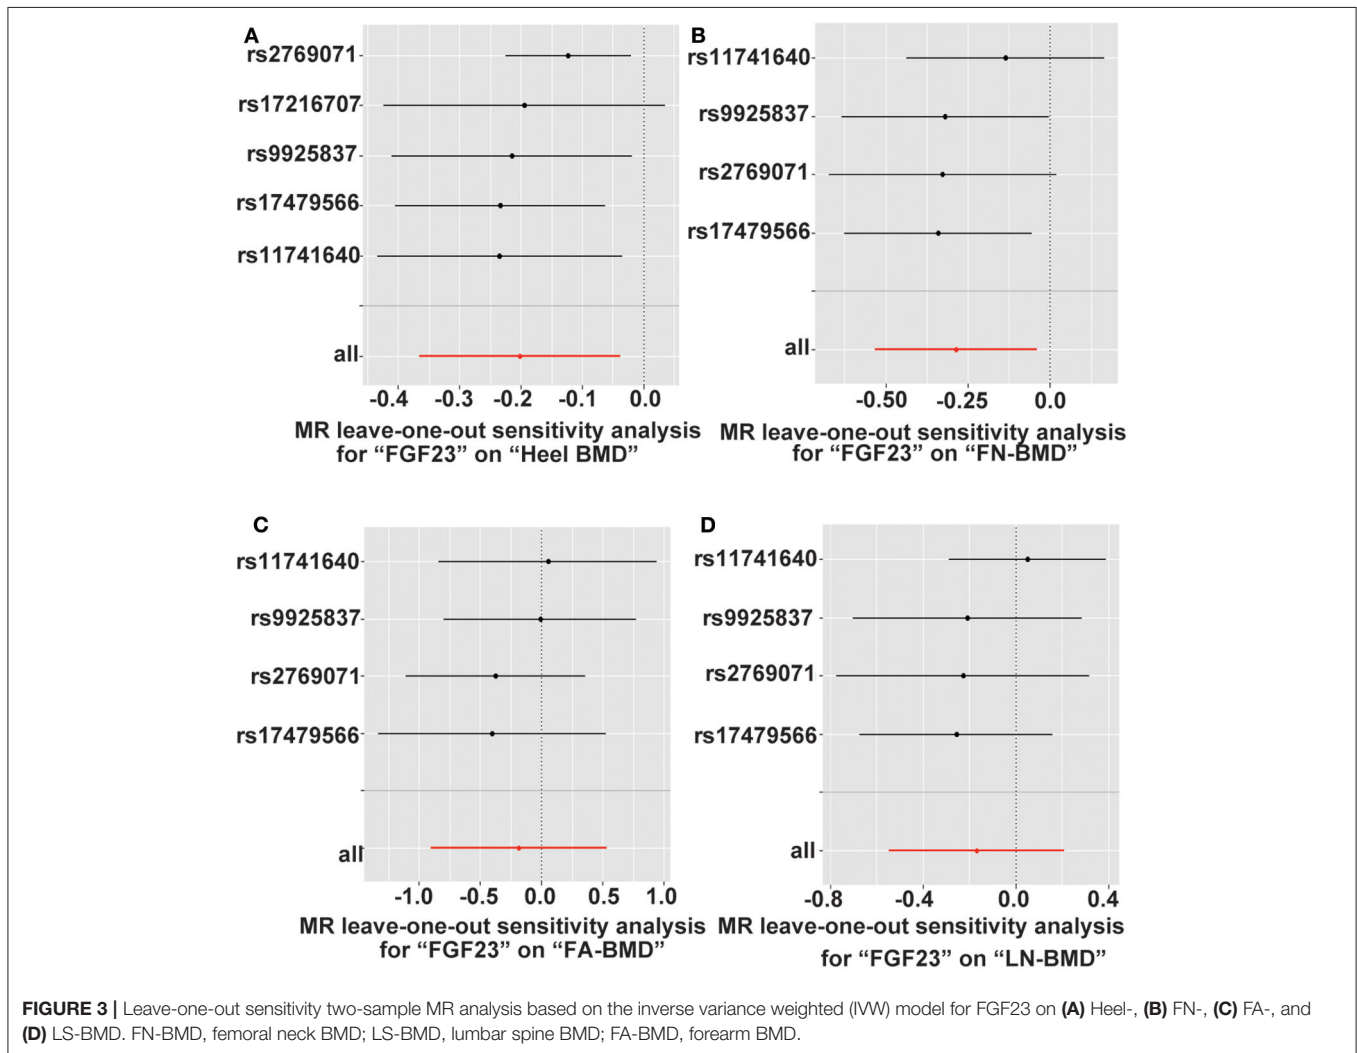 A
rs2769071
rs17216707
rs9925837
rs17479566
rs11741640
all
-0.4 -0.3 -0.2 -0.1 0.0
MR leave-one-out sensitivity analysis
for “FGF23” on “Heel BMD”
B
rs11741640
rs9925837
rs2769071
rs17479566
all
-0.50 -0.25 0.0
MR leave-one-out sensitivity analysis
for “FGF23” on “FN-BMD”
C
rs11741640
rs9925837
rs2769071
rs17479566
all
-1.0 -0.5 0.0 0.5 1.0
MR leave-one-out sensitivity analysis
for “FGF23” on “FA-BMD”
D
rs11741640
rs9925837
rs2769071
rs17479566
all
-0.8 -0.4 0.0 0.4
MR leave-one-out sensitivity analysis
for “FGF23” on “LN-BMD”
FIGURE 3 | Leave-one-out sensitivity two-sample MR analysis based on the inverse variance weighted (IVW) model for FGF23 on (A) Heel-, (B) FN-, (C) FA-, and
(D) LS-BMD. FN-BMD, femoral neck BMD; LS-BMD, lumbar spine BMD; FA-BMD, forearm BMD.